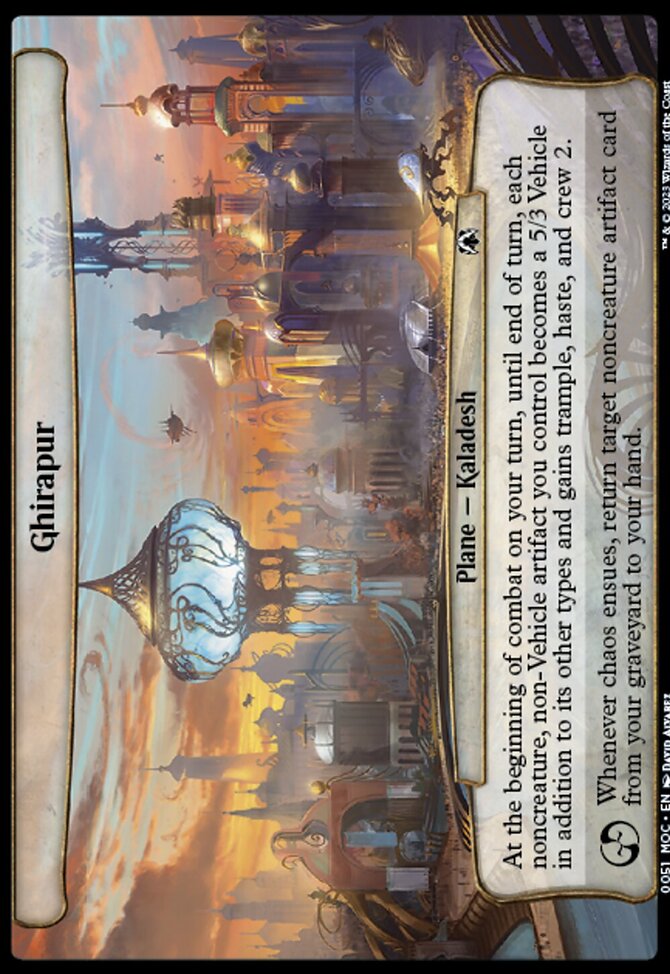 Ghirapur
Plane — Kaladesh
At the beginning of combat on your turn, until end of turn, each
noncreature, non-Vehicle artifact you control becomes a 5/3 Vehicle
in addition to its other types and gains trample, haste, and crew 2.
Whenever chaos ensues, return target noncreature artifact card
from your graveyard to your hand.
0051 MOC • EN
™ & © 2023 Wizards of the Coast